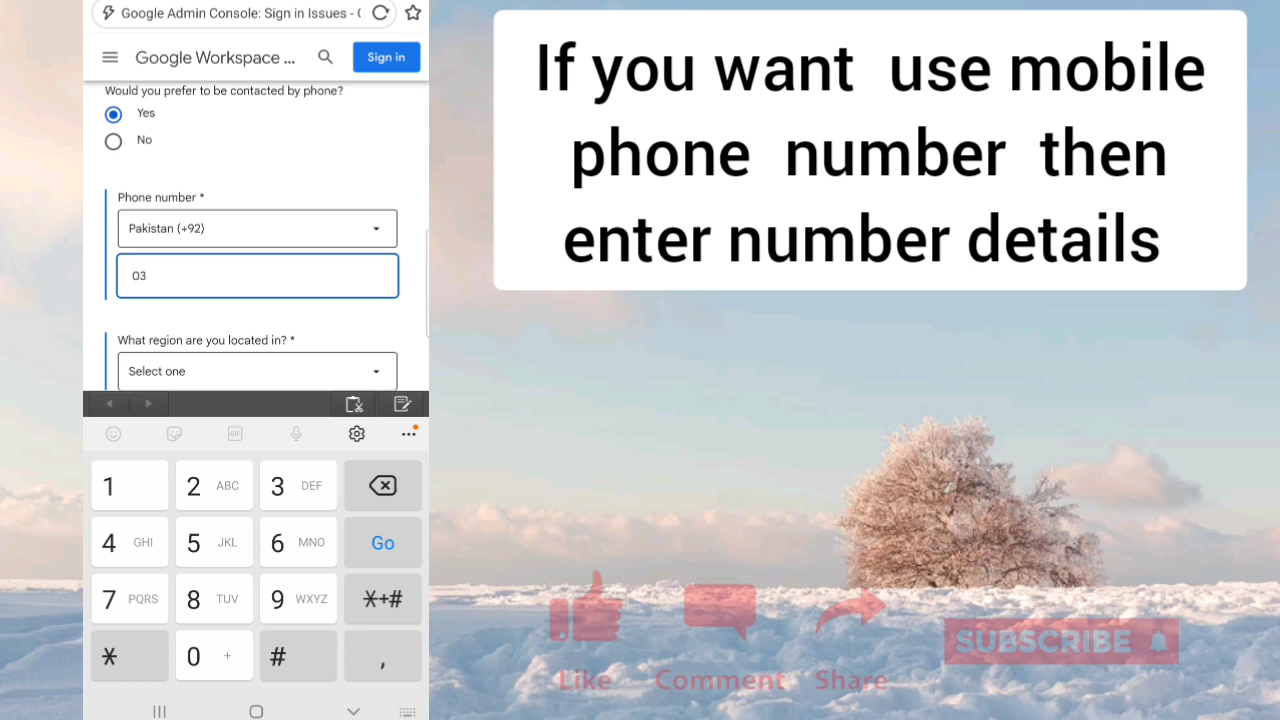 Google Admin Console: Sign in Issues - (
Google Workspace ...
Sign in
Would you prefer to be contacted by phone?
Yes
No
Phone number *
Pakistan (+92)
03
What region are you located in? *
Select one
GIF
1 2 ABC 3 DEF
4 GHI 5 JKL 6 MNO Go
7 PQRS 8 TUV 9 WXYZ *+#
* 0 + # ,
If you want use mobile
phone number then
enter number details
Like Comment Share
SUBSCRIBE